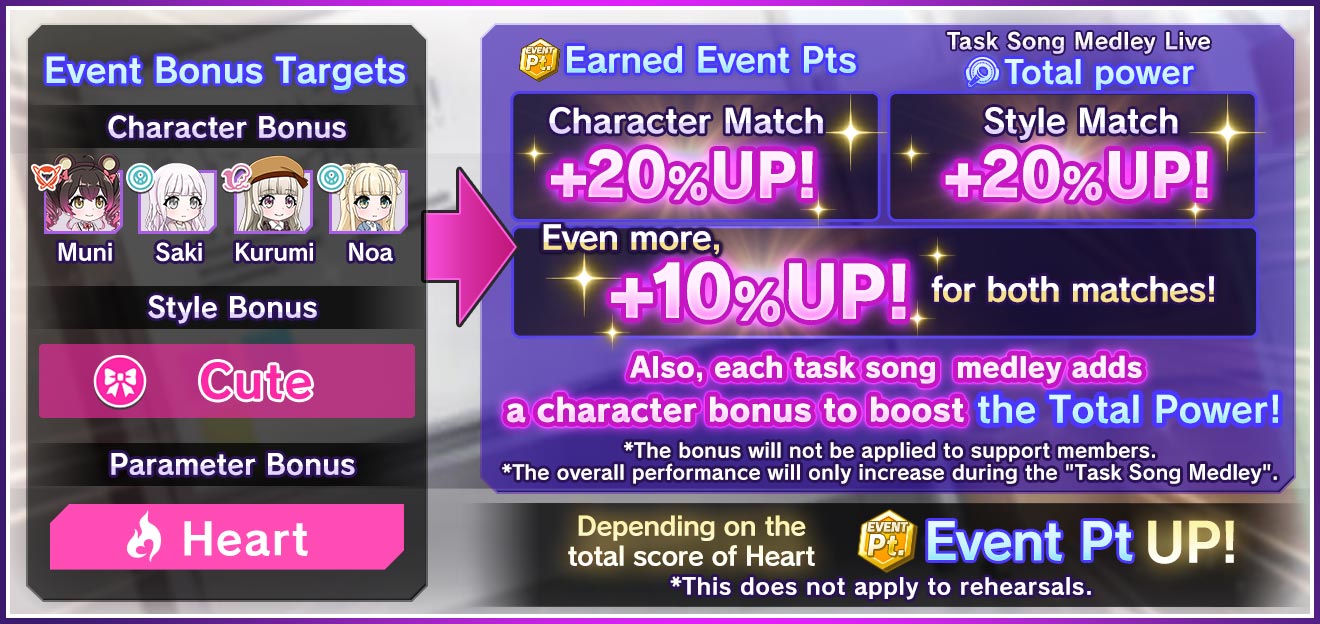 Event Bonus Targets
Character Bonus
Muni
Saki
Kurumi
Noa
Style Bonus
Cute
Parameter Bonus
Heart
EVENT
Pt.
Earned Event Pts
Task Song Medley Live
Total power
Character Match
+20%UP!
Style Match
+20%UP!
Even more,
+10%UP! for both matches!
Also, each task song medley adds
a character bonus to boost the Total Power!
*The bonus will not be applied to support members.
*The overall performance will only increase during the "Task Song Medley".
Depending on the
total score of Heart
EVENT
Pt.
Event Pt UP!
*This does not apply to rehearsals.